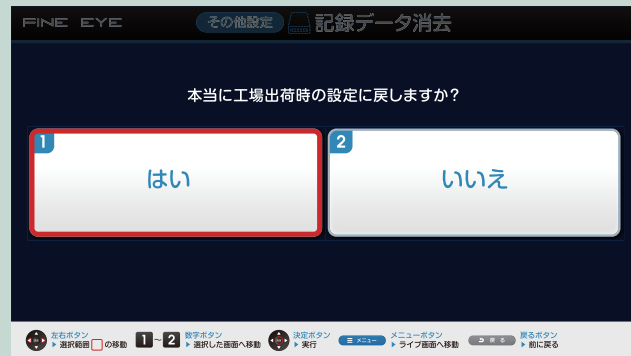 FINE EYE
その他設定 記録データ消去
本当に工場出荷時の設定に戻しますか?
1
はい
2
いいえ
左右ボタン
▶ 選択範囲 の移動
1 ~ 2
数字ボタン
▶ 選択した画面へ移動
決定ボタン
▶ 実行
≡ メニュー
メニューボタン
▶ ライブ画面へ移動
戻る
戻るボタン
▶ 前に戻る